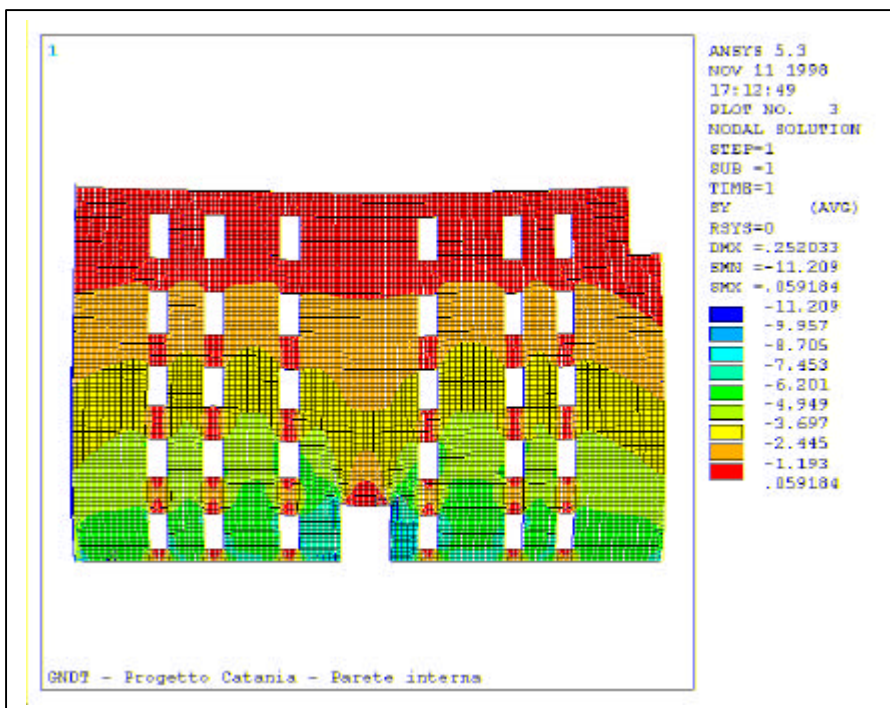 1
ANSYS 5.3
NOV 11 1998
17:12:49
PLOT NO. 3
NODAL SOLUTION
STEP=1
SUB =1
TIME=1
SY (AVG)
RSYS=0
DMX =.252033
SMN =-11.209
SMX =.059184
-11.209
-9.957
-8.705
-7.453
-6.201
-4.949
-3.697
-2.445
-1.193
.059184
GNDT - Progetto Catania - Parete interna